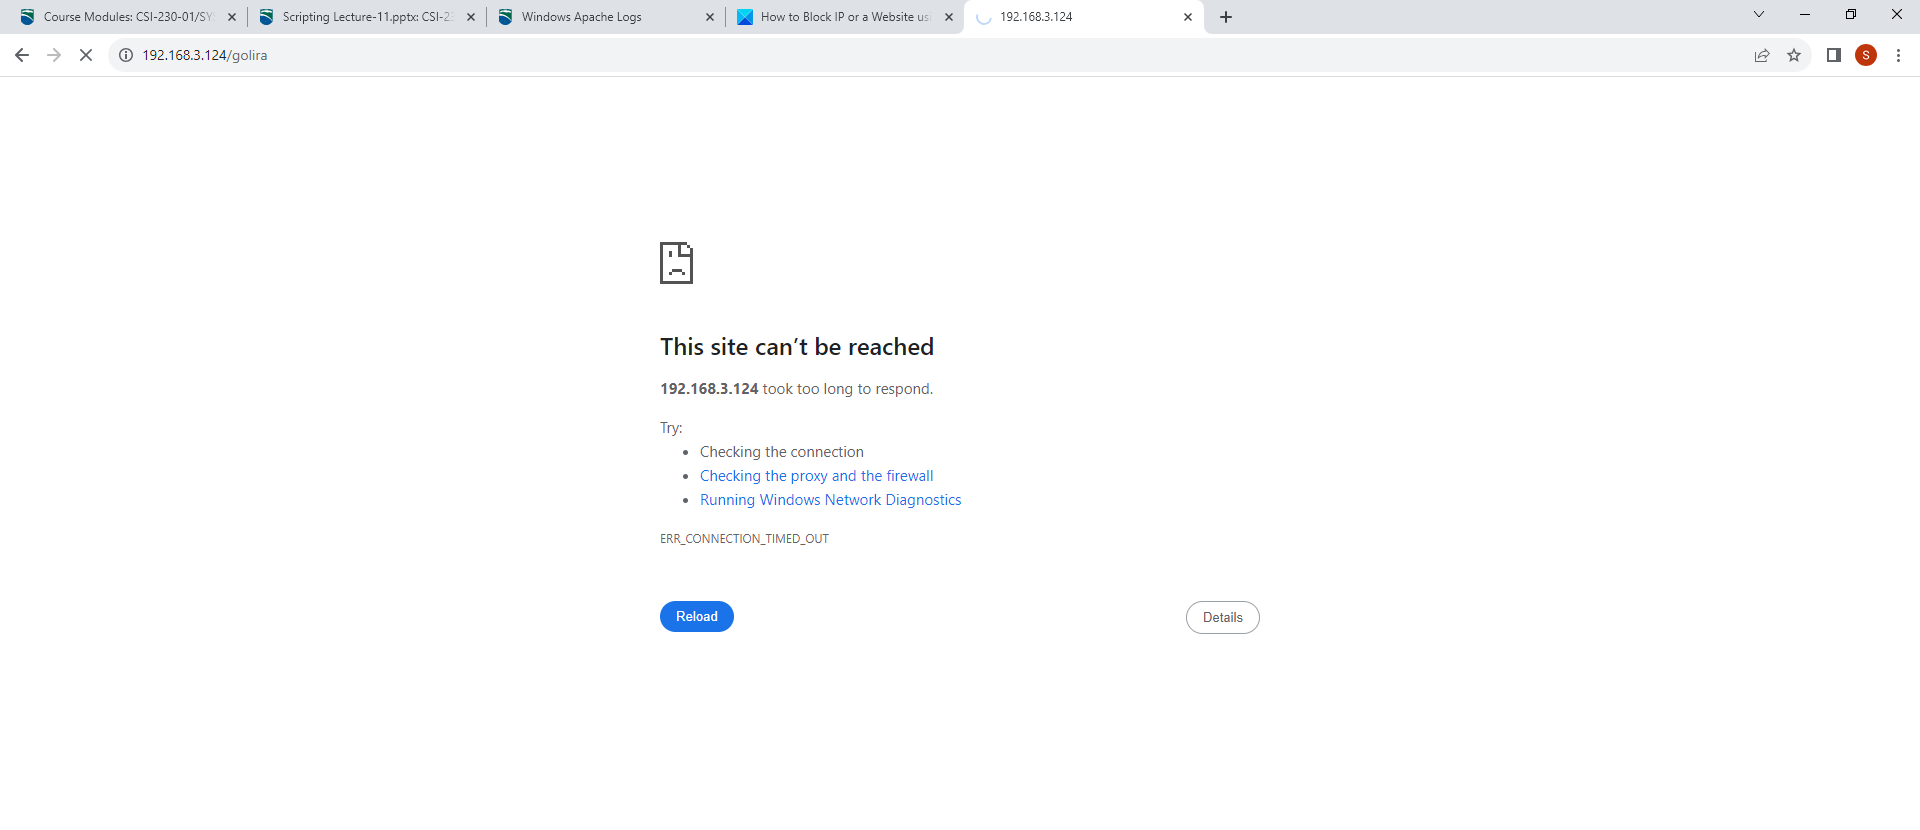 Course Modules: CSI-230-01/SY
Scripting Lecture-11.pptx: CSI-2
Windows Apache Logs
How to Block IP or a Website us
192.168.3.124
192.168.3.124/golira
S
This site can’t be reached
192.168.3.124 took too long to respond.
Try:
Checking the connection
Checking the proxy and the firewall
Running Windows Network Diagnostics
ERR_CONNECTION_TIMED_OUT
Reload
Details